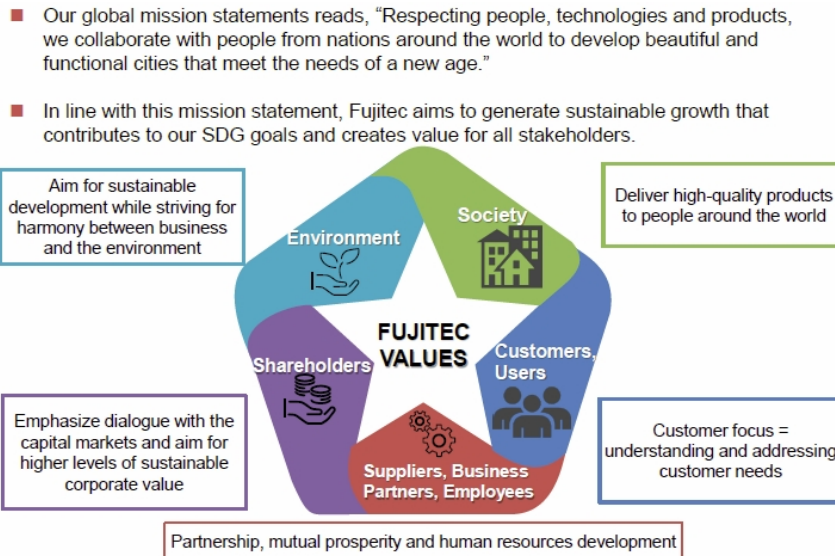 Our global mission statements reads, “Respecting people, technologies and products,
we collaborate with people from nations around the world to develop beautiful and
functional cities that meet the needs of a new age.”
In line with this mission statement, Fujitec aims to generate sustainable growth that
contributes to our SDG goals and creates value for all stakeholders.
Aim for sustainable
development while striving for
harmony between business
and the environment
Environment
Society
Deliver high-quality products
to people around the world
FUJITEC
VALUES
Shareholders
Customers,
Users
Emphasize dialogue with the
capital markets and aim for
higher levels of sustainable
corporate value
Suppliers, Business
Partners, Employees
Customer focus =
understanding and addressing
customer needs
Partnership, mutual prosperity and human resources development